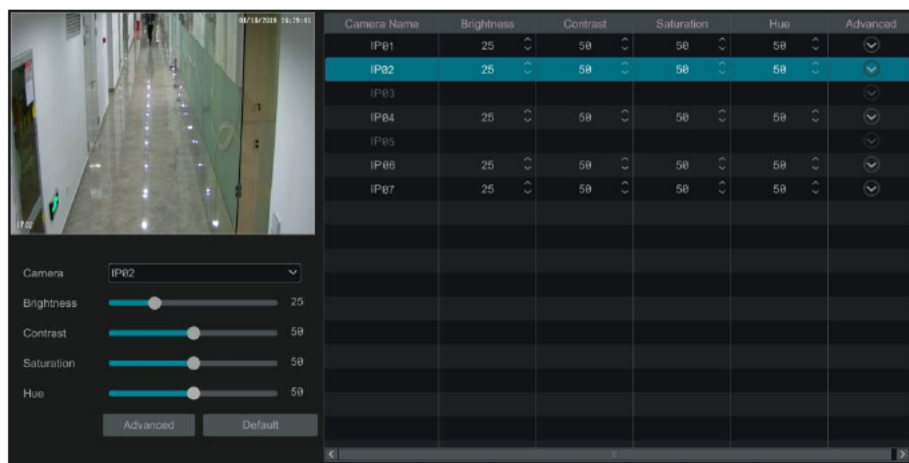 08/10/2019 16:29:41
IP02
Camera IP02
Brightness 25
Contrast 50
Saturation 50
Hue 50
Advanced Default
Camera Name Brightness Contrast Saturation Hue Advanced
IP01 25 50 50 50
IP02 25 50 50 50
IP03
IP04 25 50 50 50
IP05
IP06 25 50 50 50
IP07 25 50 50 50